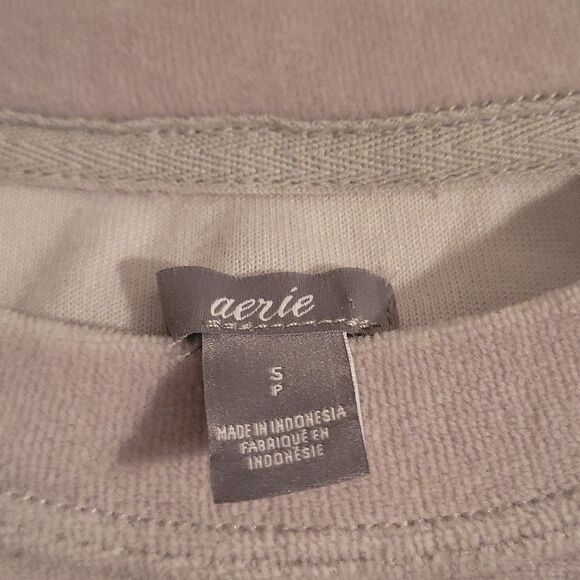 aerie
S
P
MADE IN INDONESIA
FABRIQUÉ EN
INDONÉSIE